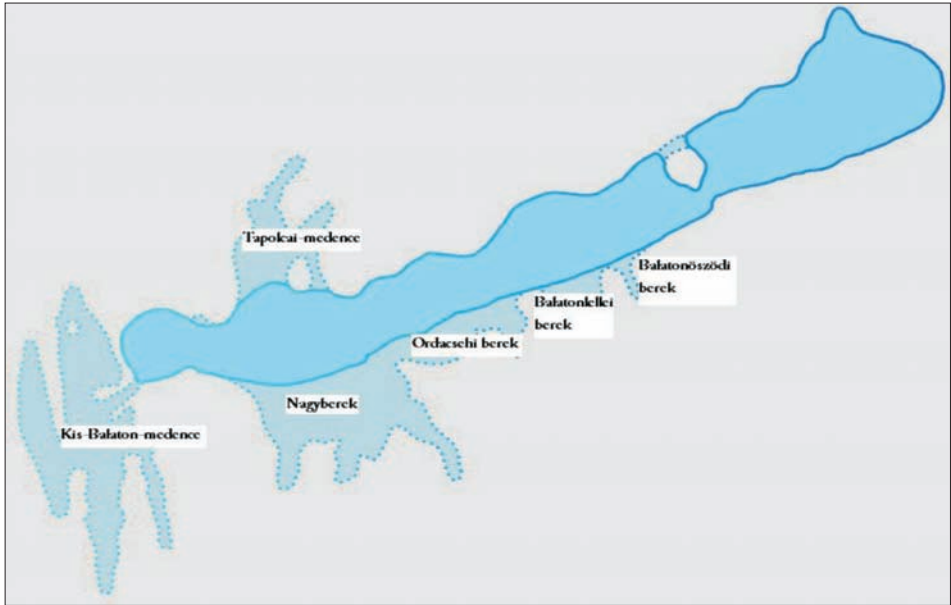 Tapolcai-medence
Balatonöszödi
berek
Balatonlellei
berek
Ordacsehi berek
Nagyberek
Kis-Balaton-medence